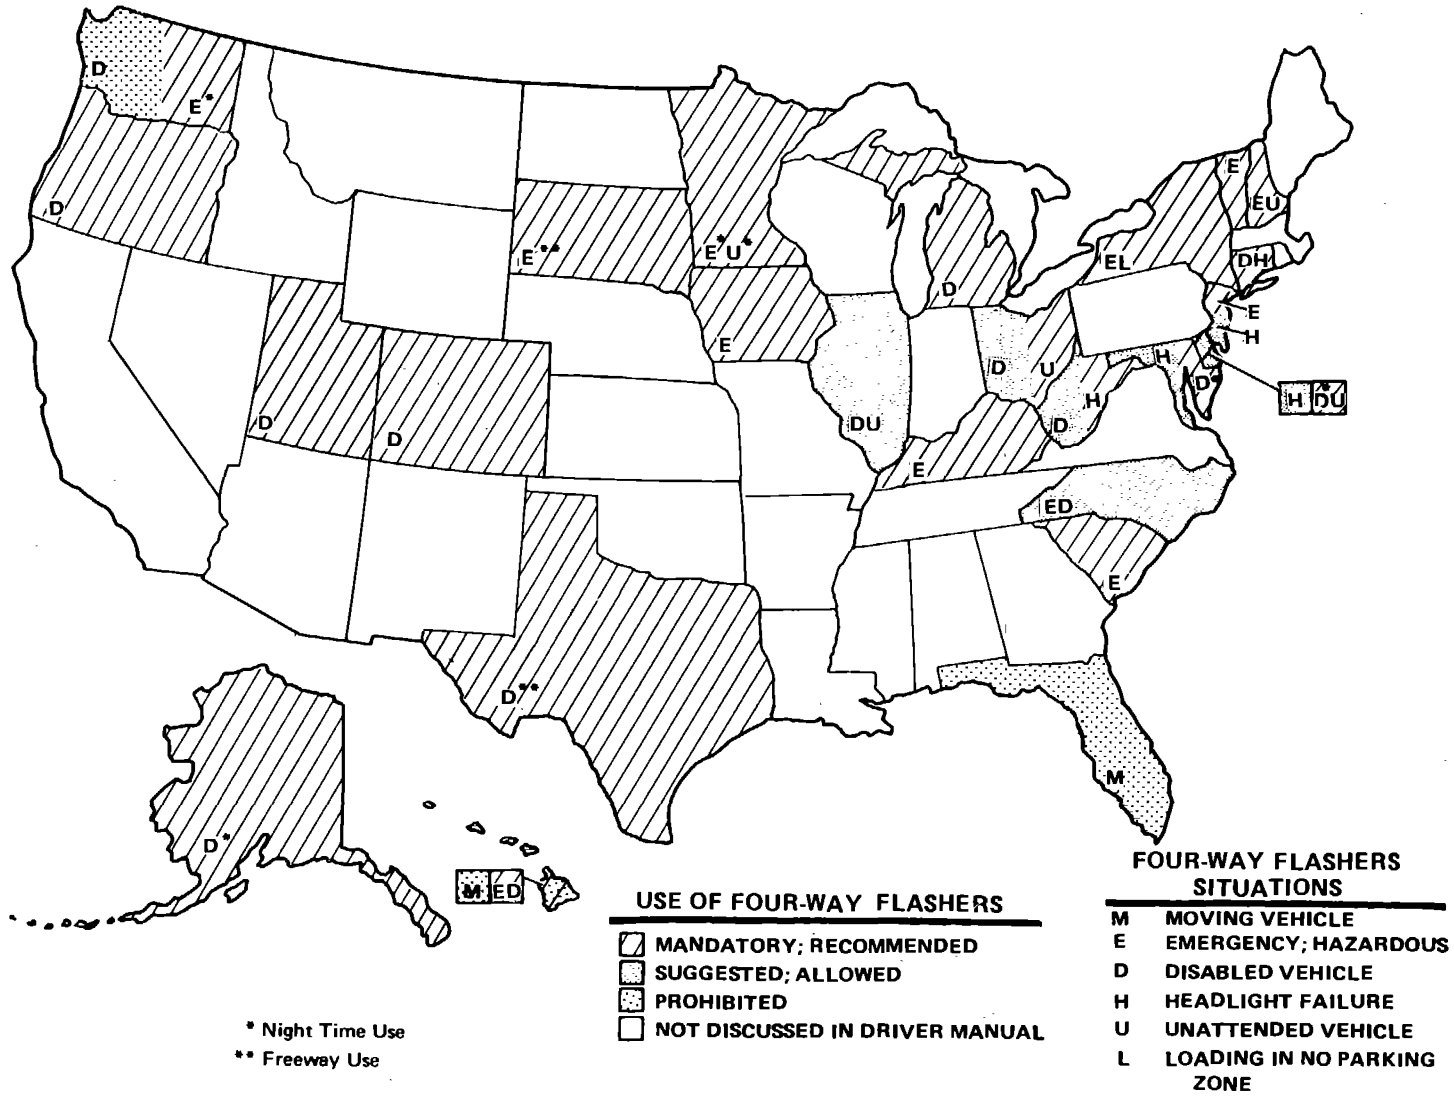 D
E*
D
E**
E*U*
D
E
E
EU
EL
DH
E
H
D
D
E
DU
D
U
H
H
D
D*
H DU*
E
ED
E
D**
M
D*
M ED
FOUR-WAY FLASHERS
SITUATIONS
M MOVING VEHICLE
E EMERGENCY; HAZARDOUS
D DISABLED VEHICLE
H HEADLIGHT FAILURE
U UNATTENDED VEHICLE
L LOADING IN NO PARKING
ZONE
USE OF FOUR-WAY FLASHERS
MANDATORY; RECOMMENDED
SUGGESTED; ALLOWED
PROHIBITED
NOT DISCUSSED IN DRIVER MANUAL
* Night Time Use
** Freeway Use